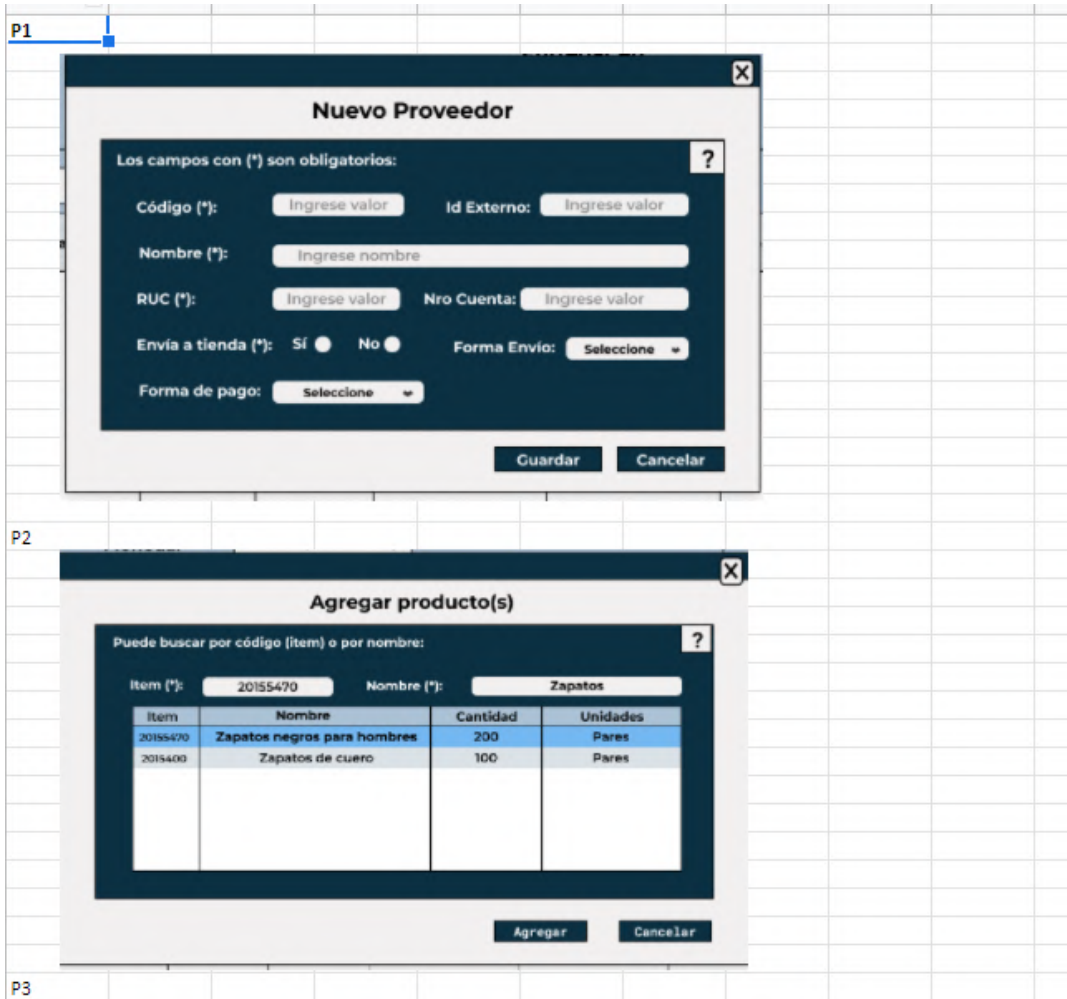 P1
X
Nuevo Proveedor
Los campos con (*) son obligatorios:
?
Código (*): Ingrese valor Id Externo: Ingrese valor
Nombre (*): Ingrese nombre
RUC (*): Ingrese valor Nro Cuenta: Ingrese valor
Envía a tienda (*): Sí No Forma Envío: Seleccione
Forma de pago: Seleccione
Guardar Cancelar
P2
X
Agregar producto(s)
Puede buscar por código (item) o por nombre:
?
Item (*): 20155470 Nombre (*): Zapatos
Item Nombre Cantidad Unidades
20155470 Zapatos negros para hombres 200 Pares
2015400 Zapatos de cuero 100 Pares
Agregar Cancelar
P3